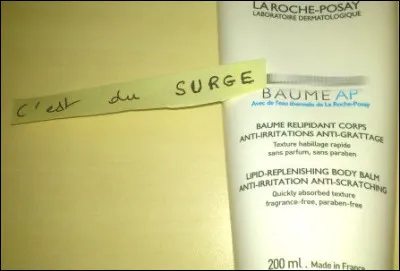 LA ROCHE-POSAY
LABORATOIRE DERMATOLOGIQUE
C'est du SURGE
BAUME AP
Avec de l'eau thermale de La Roche-Posay
BAUME RELIPIDANT CORPS
ANTI-IRRITATIONS ANTI-GRATTAGE
Texture habillage rapide
sans parfum, sans paraben
LIPID-REPLENISHING BODY BALM
ANTI-IRRITATION ANTI-SCRATCHING
Quickly absorbed texture
fragrance-free, paraben-free
200 ml. Made in France